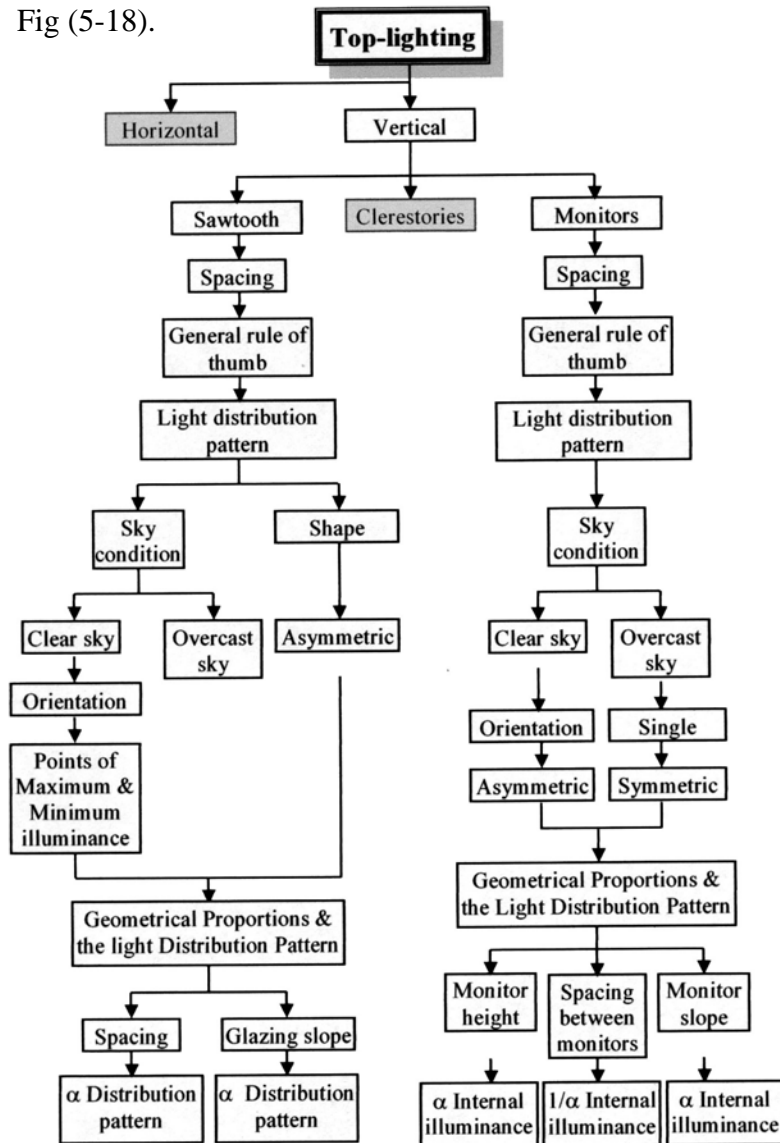 Fig (5-18).
Top-lighting
Horizontal
Vertical
Sawtooth
Clerestories
Monitors
Spacing
Spacing
General rule of
thumb
General rule of
thumb
Light distribution
pattern
Light distribution
pattern
Sky
condition
Shape
Sky
condition
Clear sky
Overcast
sky
Asymmetric
Clear sky
Overcast
sky
Orientation
Orientation
Single
Points of
Maximum &
Minimum
illuminance
Asymmetric
Symmetric
Geometrical Proportions &
the light Distribution Pattern
Geometrical Proportions &
the Light Distribution Pattern
Spacing
Glazing slope
Monitor
height
Spacing
between
monitors
Monitor
slope
α Distribution
pattern
α Distribution
pattern
α Internal
illuminance
1/α Internal
illuminance
α Internal
illuminance